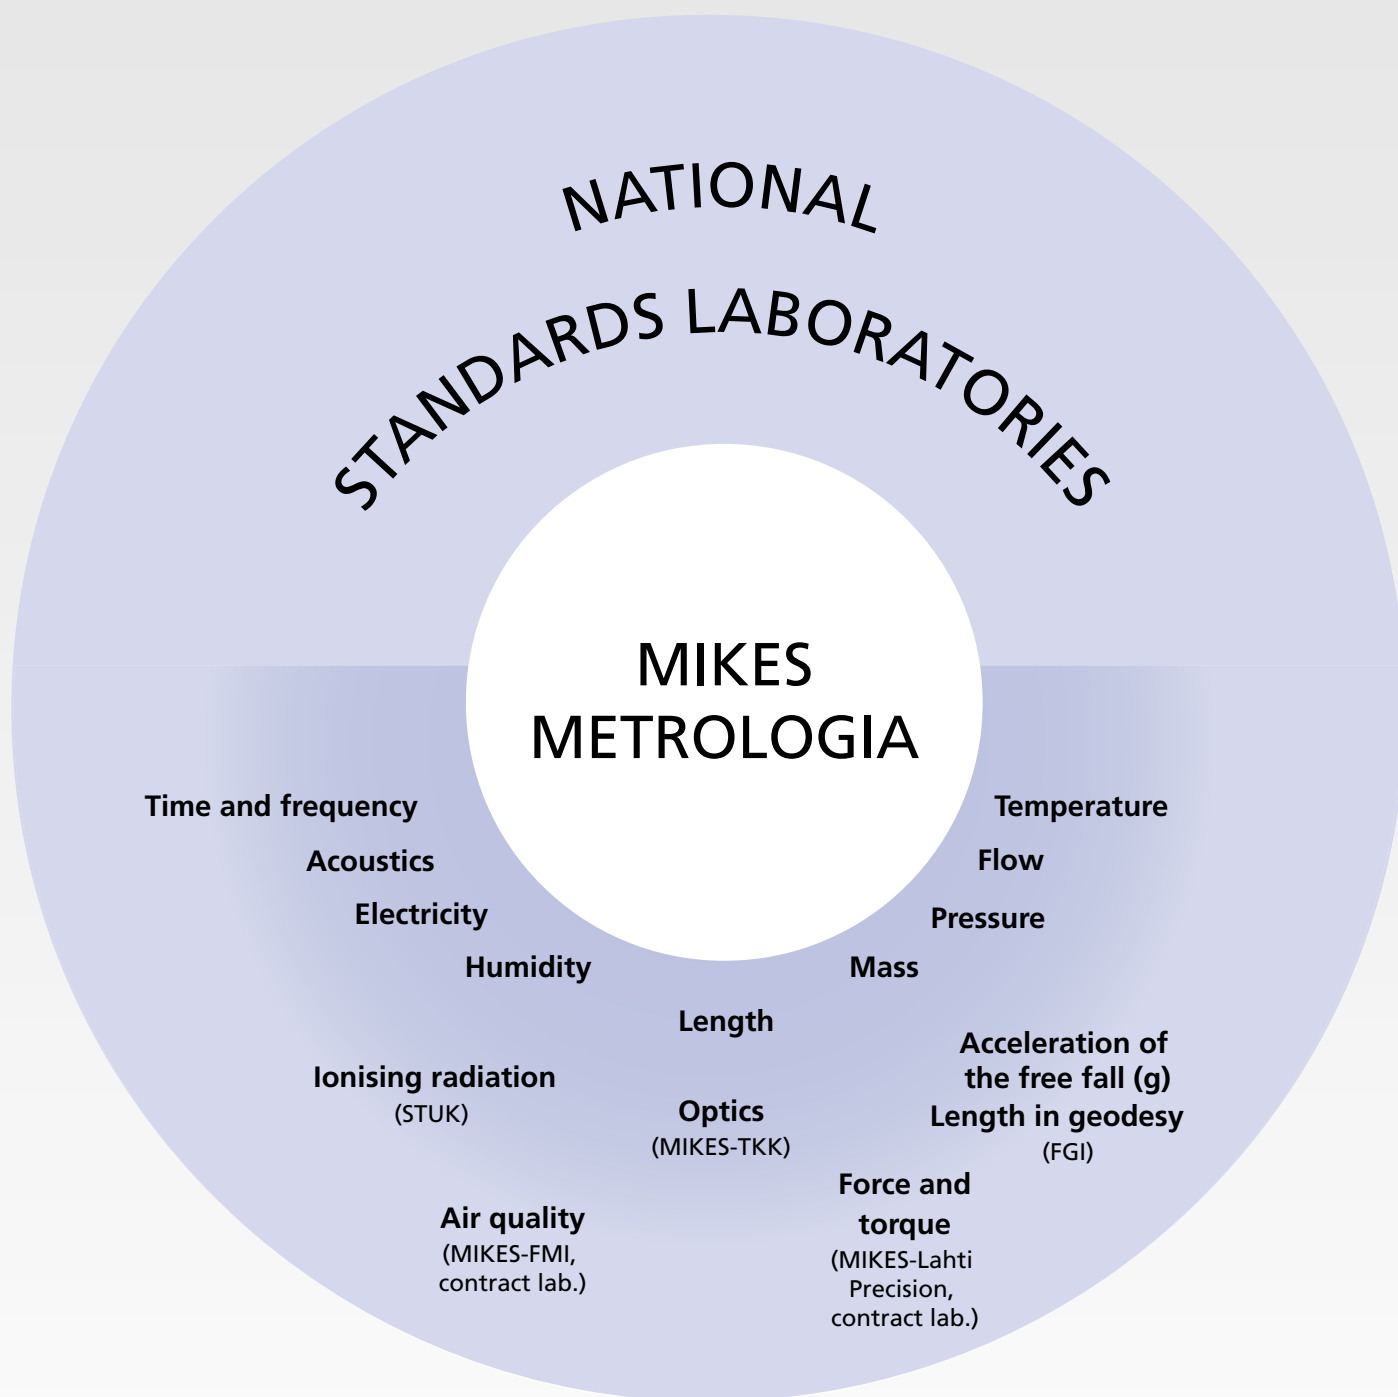 NATIONAL
STANDARDS LABORATORIES
MIKES
METROLOGIA
Time and frequency
Acoustics
Electricity
Humidity
Length
Mass
Pressure
Flow
Temperature
Ionising radiation
(STUK)
Air quality
(MIKES-FMI,
contract lab.)
Optics
(MIKES-TKK)
Force and
torque
(MIKES-Lahti
Precision,
contract lab.)
Acceleration of
the free fall (g)
Length in geodesy
(FGI)